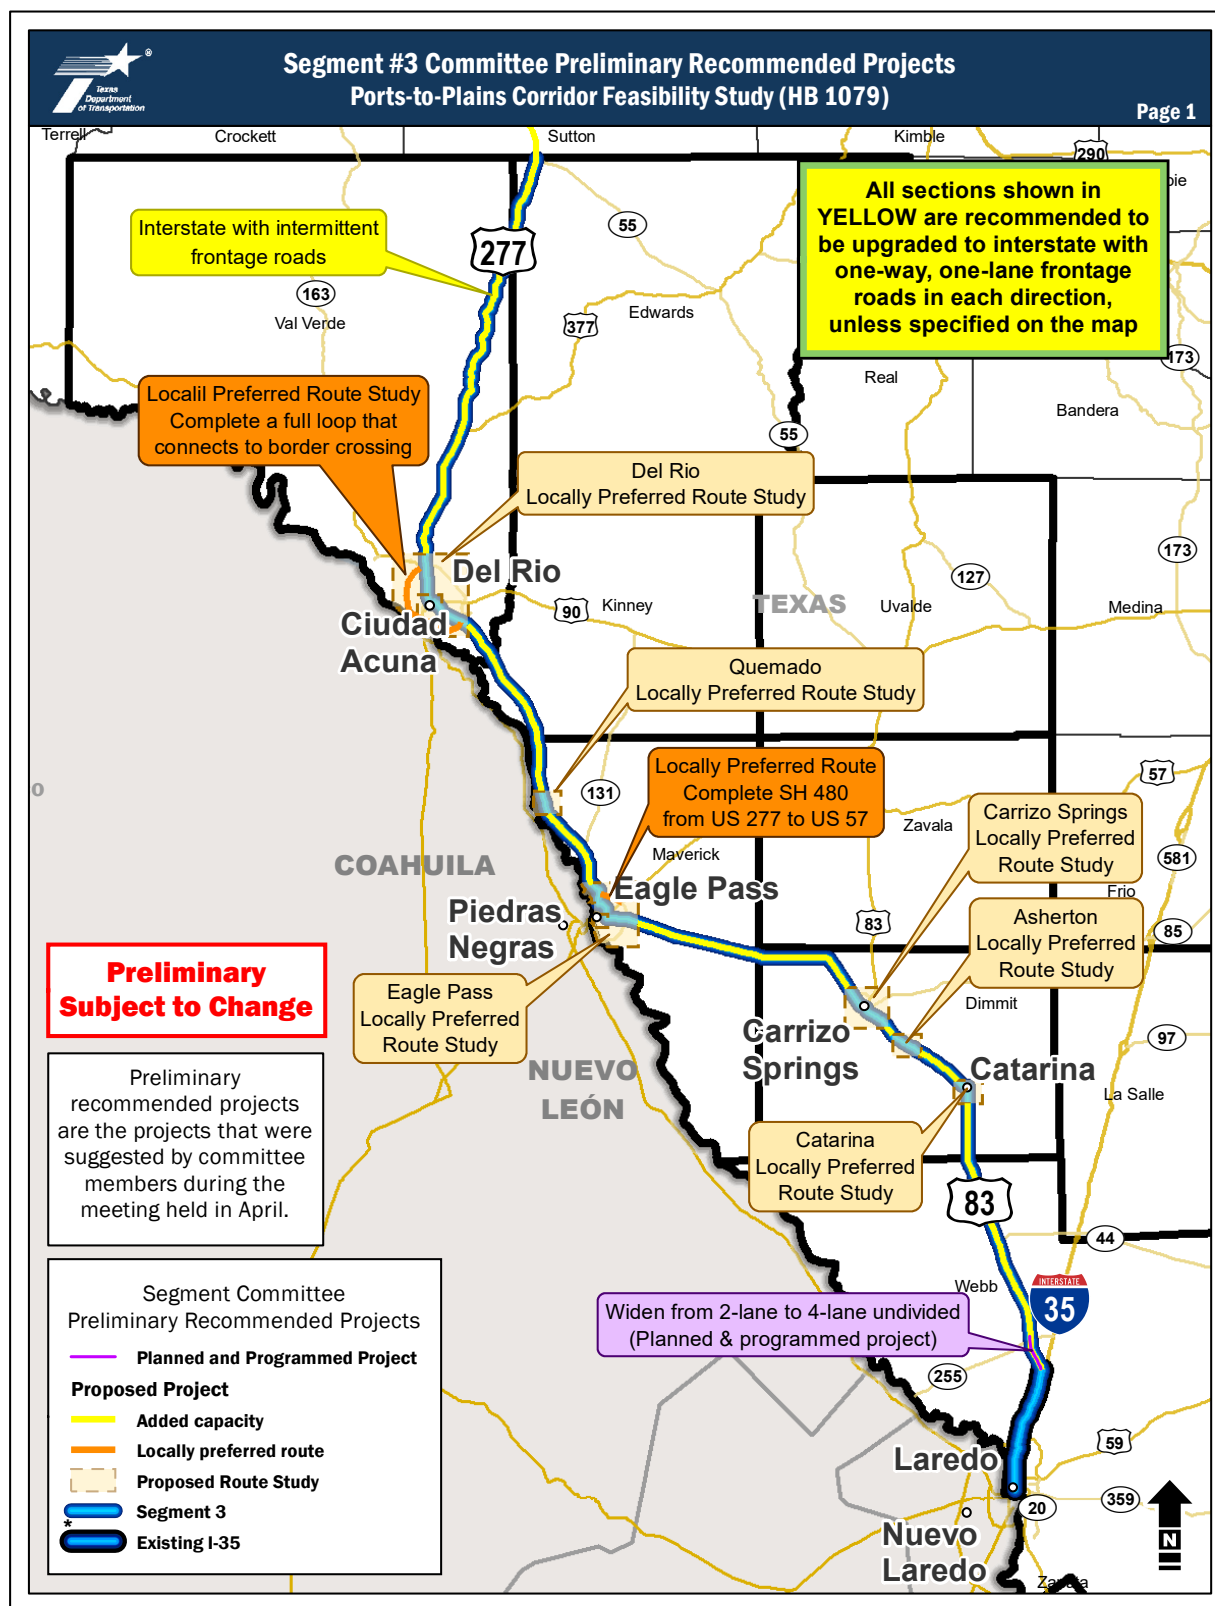 Texas
Department
of Transportation
®
Segment #3 Committee Preliminary Recommended Projects
Ports-to-Plains Corridor Feasibility Study (HB 1079)
Page 1
Terrell
Crockett
Sutton
Kimble
290
All sections shown in
YELLOW are recommended to
be upgraded to interstate with
one-way, one-lane frontage
roads in each direction,
unless specified on the map
Interstate with intermittent
frontage roads
277
55
163
Val Verde
377
Edwards
Real
173
Bandera
Localil Preferred Route Study
Complete a full loop that
connects to border crossing
55
Del Rio
Locally Preferred Route Study
173
Del Rio
127
90
Kinney
TEXAS
Uvalde
Medina
Ciudad
Acuna
Quemado
Locally Preferred Route Study
131
Locally Preferred Route
Complete SH 480
from US 277 to US 57
57
Carrizo Springs
Locally Preferred
Route Study
Zavala
Maverick
COAHUILA
581
Frio
Eagle Pass
Piedras
Negras
83
Asherton
Locally Preferred
Route Study
85
Preliminary
Subject to Change
Eagle Pass
Locally Preferred
Route Study
Dimmit
Carrizo
Springs
97
NUEVO
LEÓN
Catarina
La Salle
Preliminary
recommended projects
are the projects that were
suggested by committee
members during the
meeting held in April.
Catarina
Locally Preferred
Route Study
83
44
Webb
INTERSTATE
35
Widen from 2-lane to 4-lane undivided
(Planned & programmed project)
255
Segment Committee
Preliminary Recommended Projects
Planned and Programmed Project
Proposed Project
Added capacity
Locally preferred route
Proposed Route Study
Segment 3
*
Existing I-35
59
Laredo
20
359
Nuevo
Laredo
N
Zapata